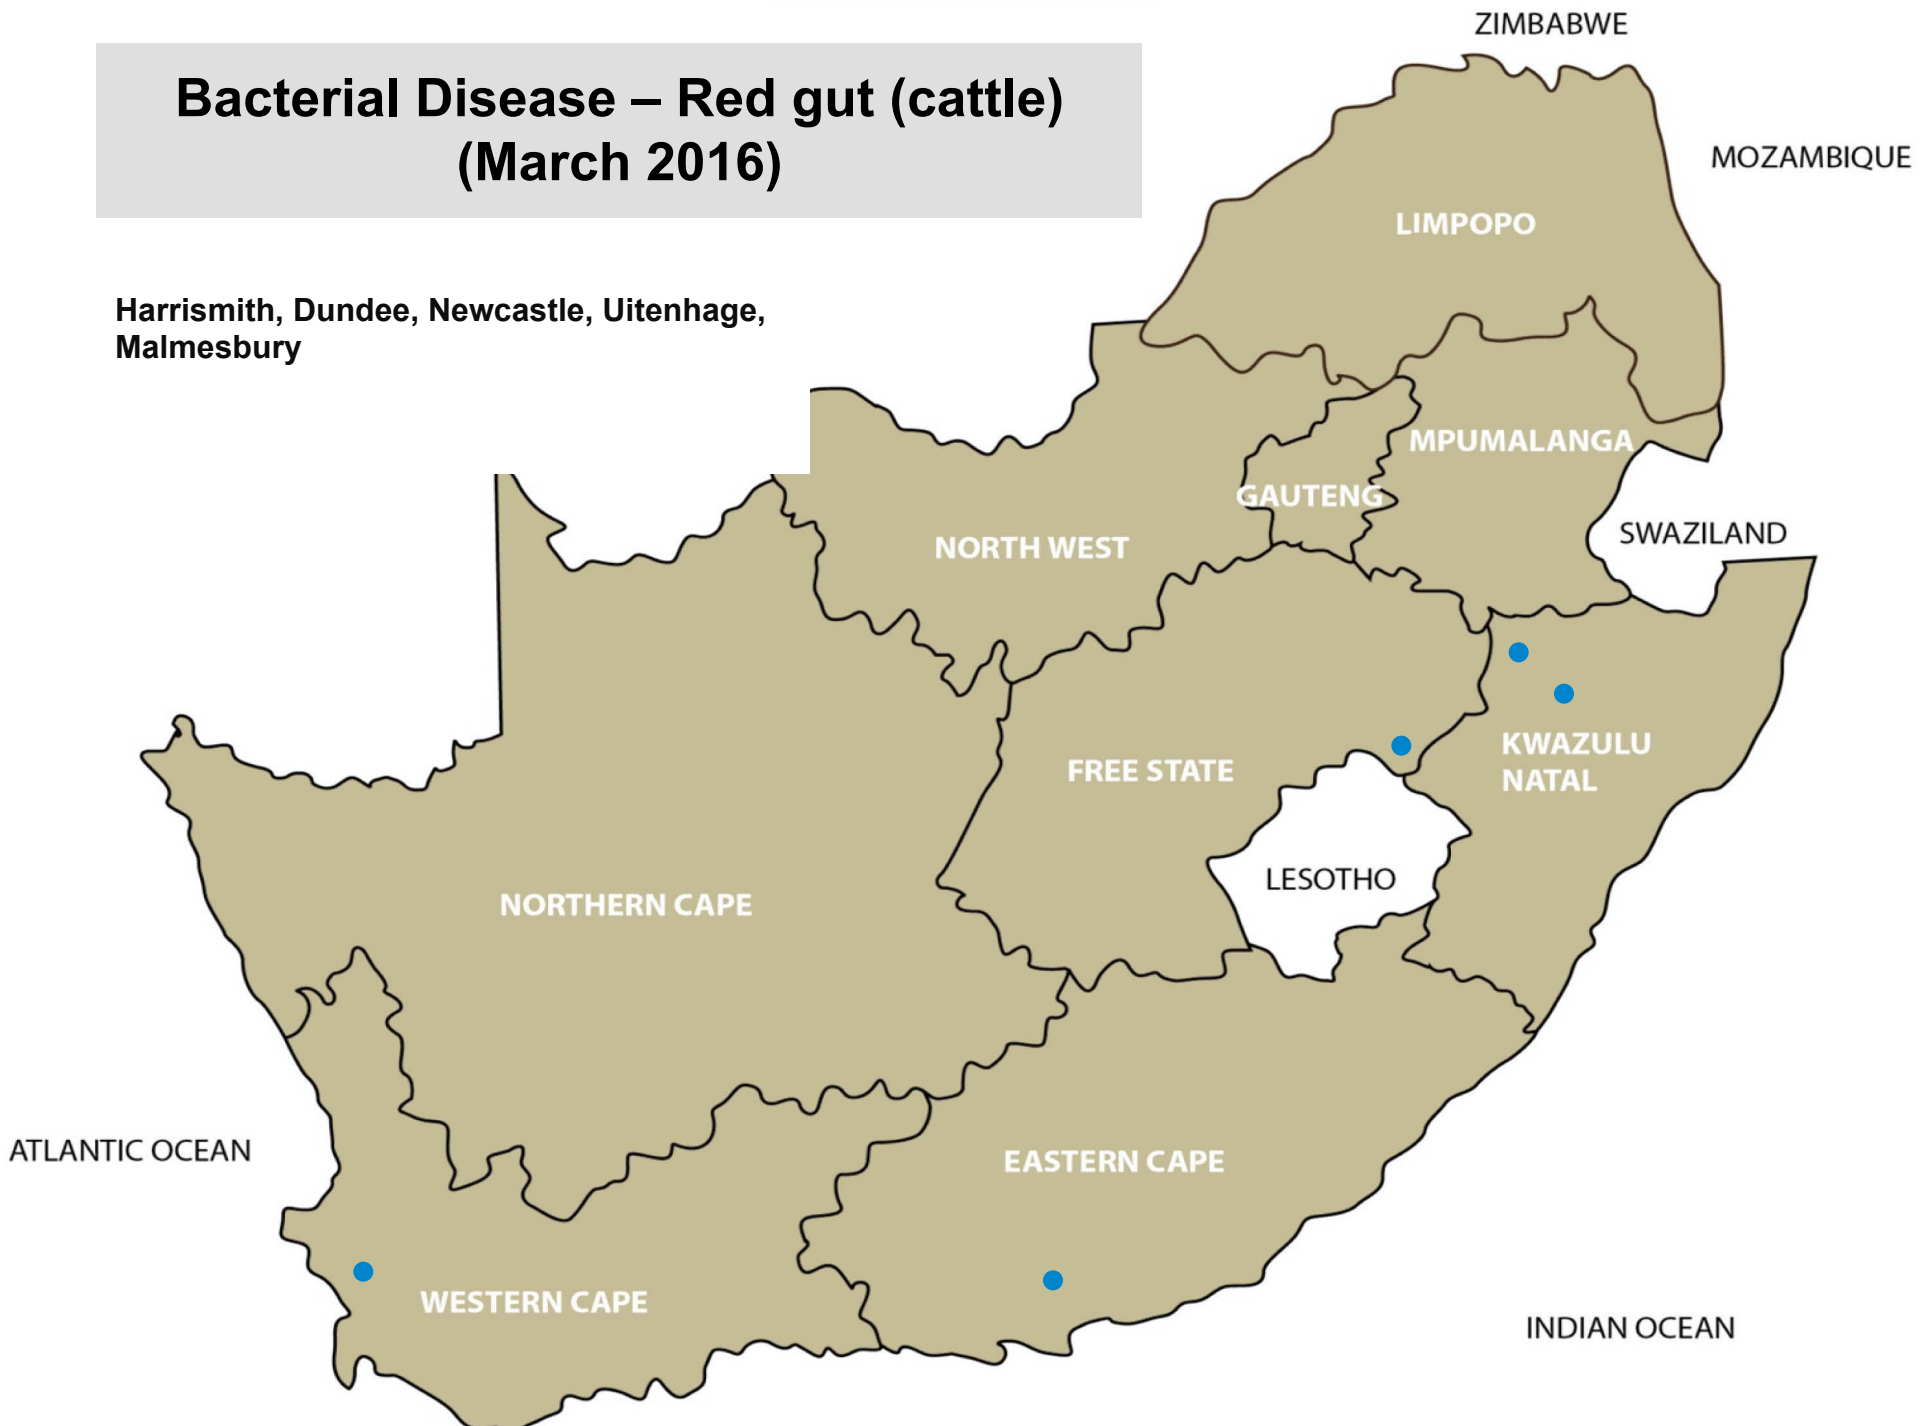 Bacterial Disease – Red gut (cattle)
(March 2016)
Harrismith, Dundee, Newcastle, Uitenhage,
Malmesbury
ZIMBABWE
MOZAMBIQUE
LIMPOPO
MPUMALANGA
GAUTENG
SWAZILAND
NORTH WEST
KWAZULU
NATAL
FREE STATE
LESOTHO
NORTHERN CAPE
ATLANTIC OCEAN
EASTERN CAPE
WESTERN CAPE
INDIAN OCEAN